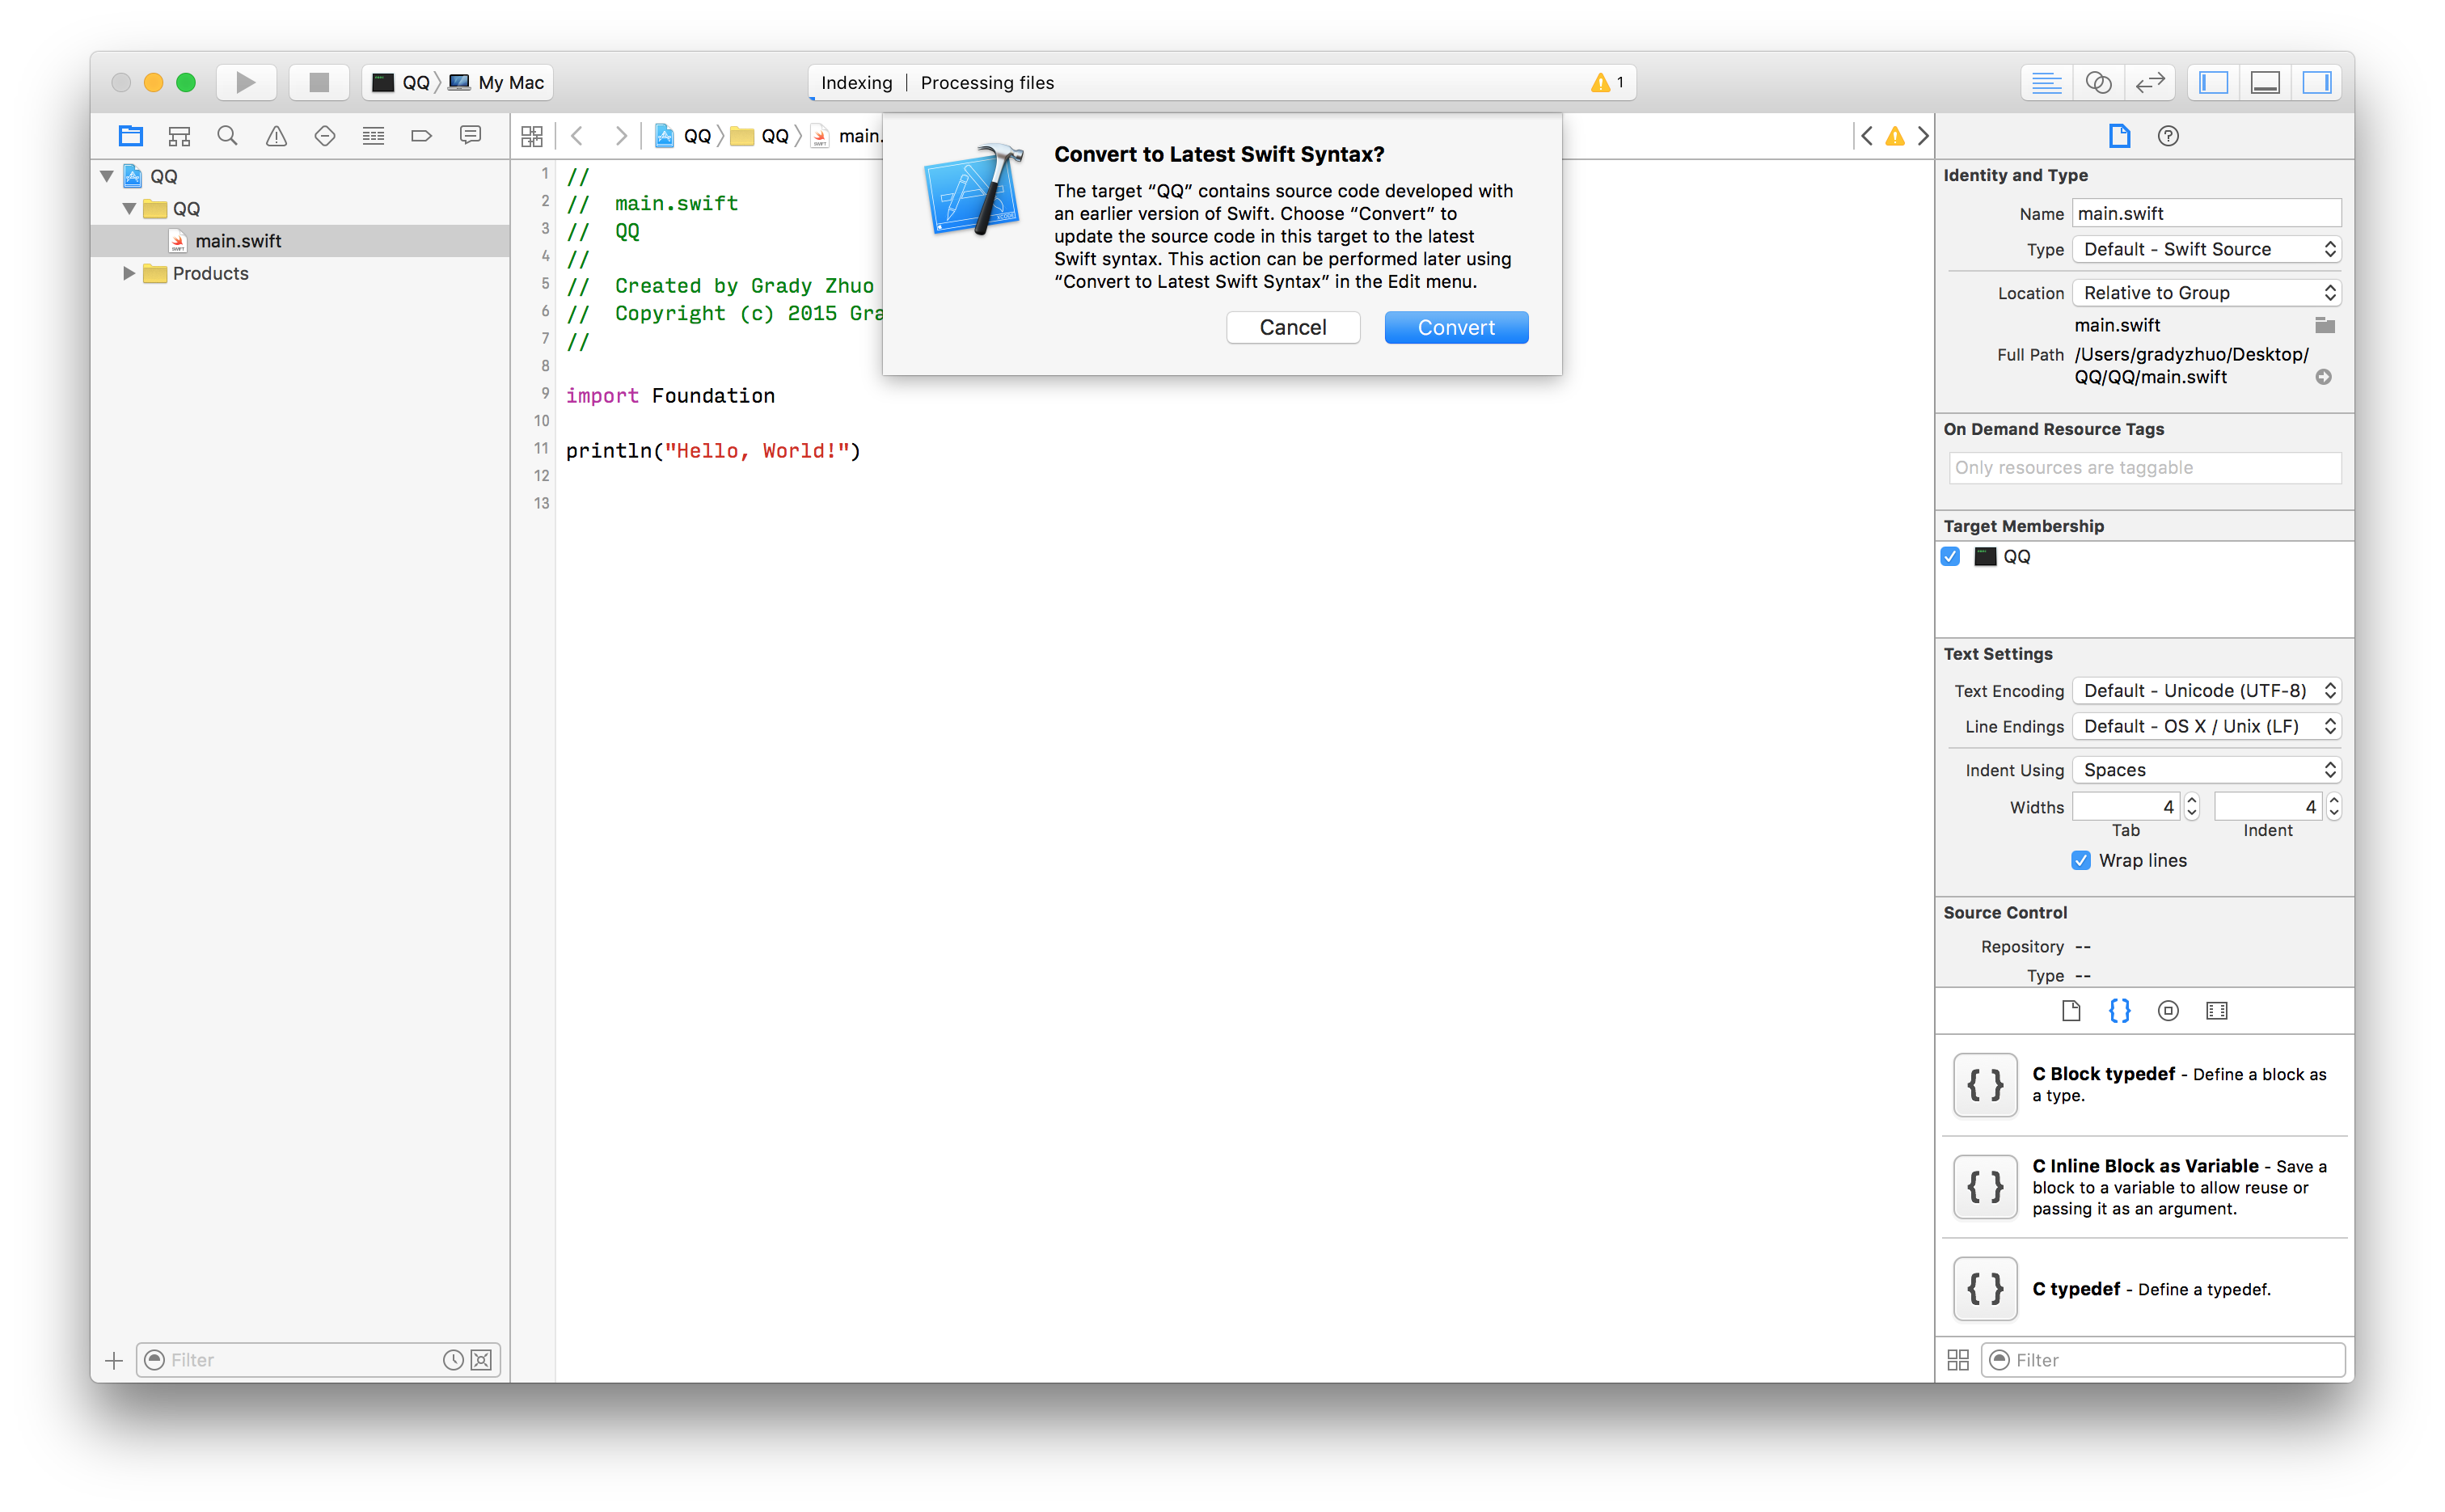 QQ My Mac
Indexing | Processing files
1
QQ QQ main.
QQ
QQ
main.swift
Products
1 //
2 // main.swift
3 // QQ
4 //
5 // Created by Grady Zhuo
6 // Copyright (c) 2015 Gra
7 //
8
9 import Foundation
10
11 println("Hello, World!")
12
13
Convert to Latest Swift Syntax?
The target “QQ” contains source code developed with
an earlier version of Swift. Choose “Convert” to
update the source code in this target to the latest
Swift syntax. This action can be performed later using
“Convert to Latest Swift Syntax” in the Edit menu.
Cancel Convert
Identity and Type
Name main.swift
Type Default - Swift Source
Location Relative to Group
main.swift
Full Path /Users/gradyzhuo/Desktop/
QQ/QQ/main.swift
On Demand Resource Tags
Only resources are taggable
Target Membership
QQ
Text Settings
Text Encoding Default - Unicode (UTF-8)
Line Endings Default - OS X / Unix (LF)
Indent Using Spaces
Widths 4 4
Tab Indent
Wrap lines
Source Control
Repository --
Type --
{ } C Block typedef - Define a block as
a type.
{ } C Inline Block as Variable - Save a
block to a variable to allow reuse or
passing it as an argument.
{ } C typedef - Define a typedef.
Filter
Filter